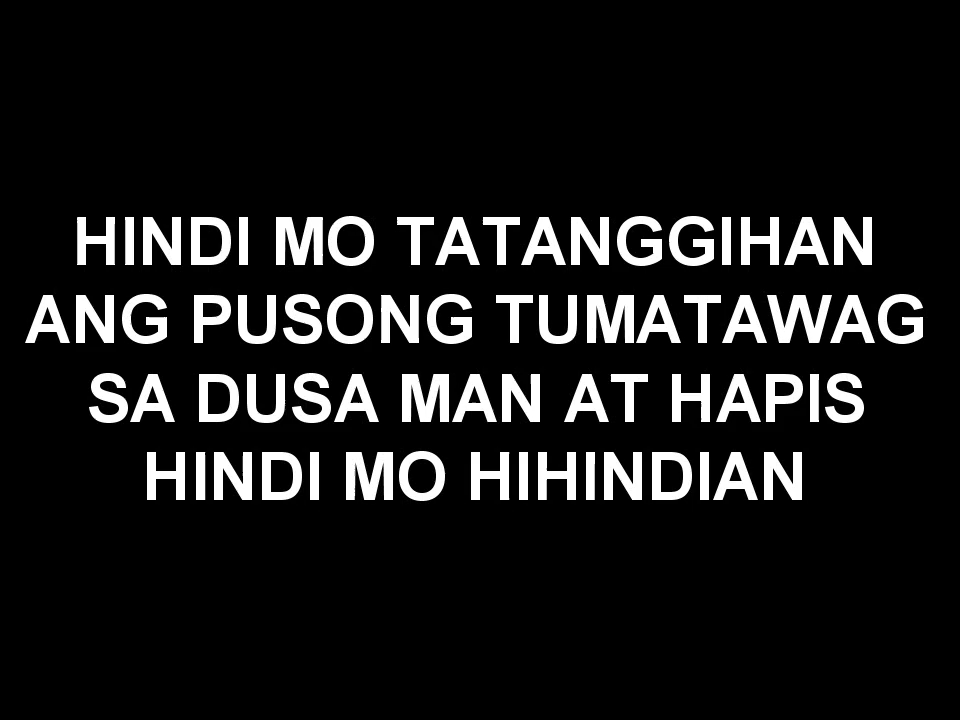 HINDI MO TATANGGIHAN
ANG PUSONG TUMATAWAG
SA DUSA MAN AT HAPIS
HINDI MO HIHINDIAN